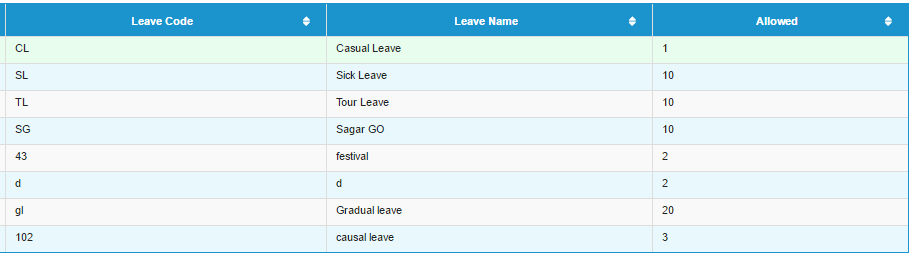 Leave Code Leave Name Allowed
CL Casual Leave 1
SL Sick Leave 10
TL Tour Leave 10
SG Sagar GO 10
43 festival 2
d d 2
gl Gradual leave 20
102 causal leave 3